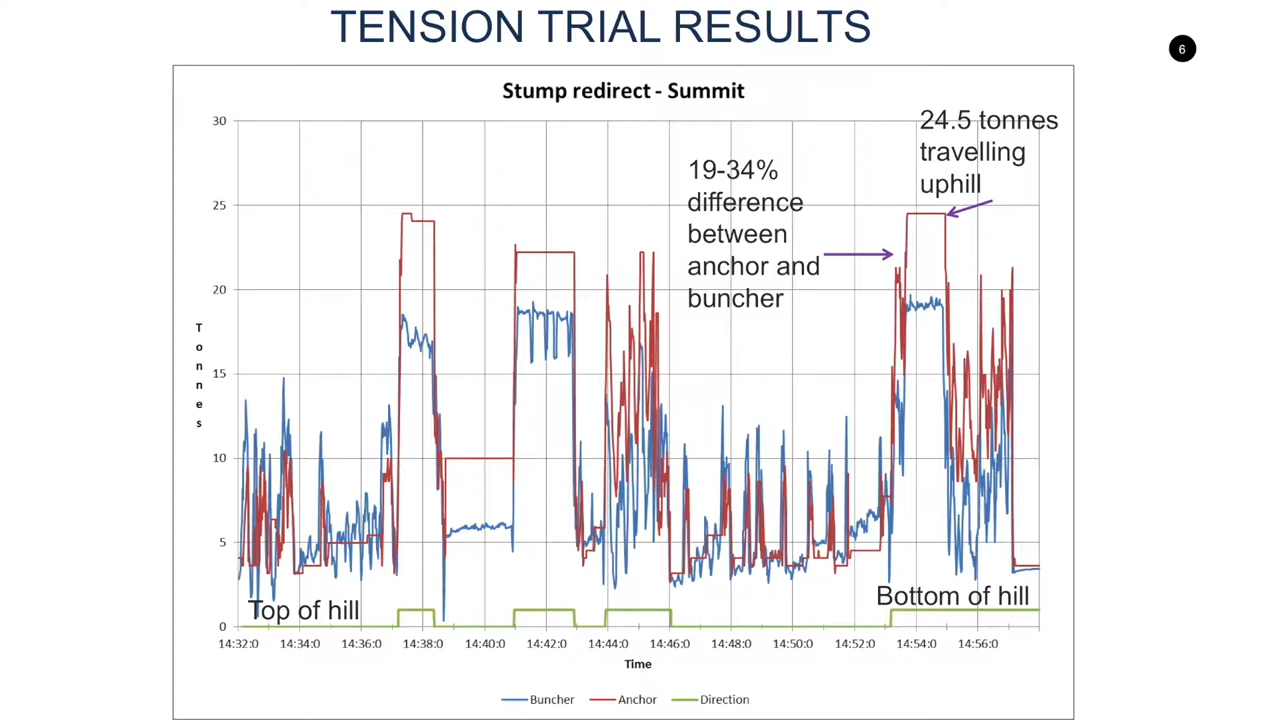 TENSION TRIAL RESULTS
6
Stump redirect - Summit
30
25
20
15
10
5
0
Tonnes
24.5 tonnes
travelling
uphill
19-34%
difference
between
anchor and
buncher
Top of hill
Bottom of hill
14:32:0 14:34:0 14:36:0 14:38:0 14:40:0 14:42:0 14:44:0 14:46:0 14:48:0 14:50:0 14:52:0 14:54:0 14:56:0
Time
Buncher Anchor Direction